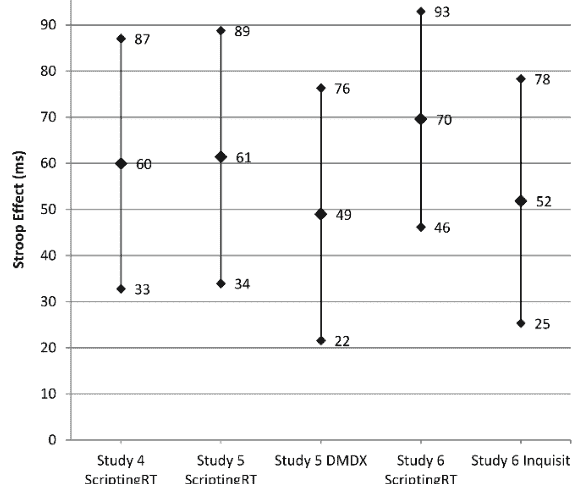 90
80
70
60
50
40
30
20
10
0
Stroop Effect (ms)
87
60
33
89
61
34
76
49
22
93
70
46
78
52
25
Study 4
ScriptingRT
Study 5
ScriptingRT
Study 5 DMDX
Study 6
ScriptingRT
Study 6 Inquisit